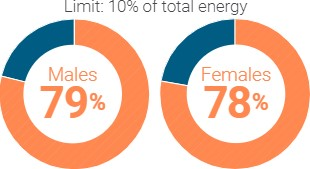 Limit: 10% of total energy
Males
79%
Females
78%